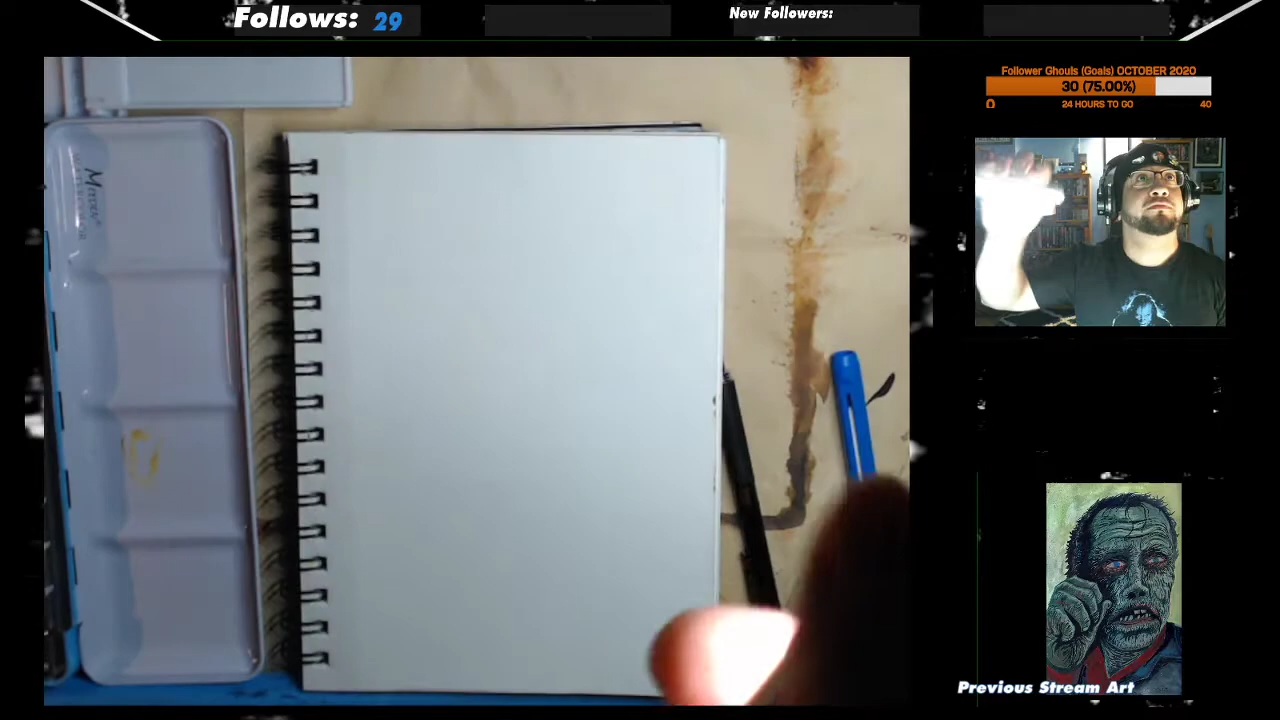 Follows: 29
New Followers:
Follower Ghouls (Goals) OCTOBER 2020
30 (75.00%)
0 24 HOURS TO GO 40
Previous Stream Art